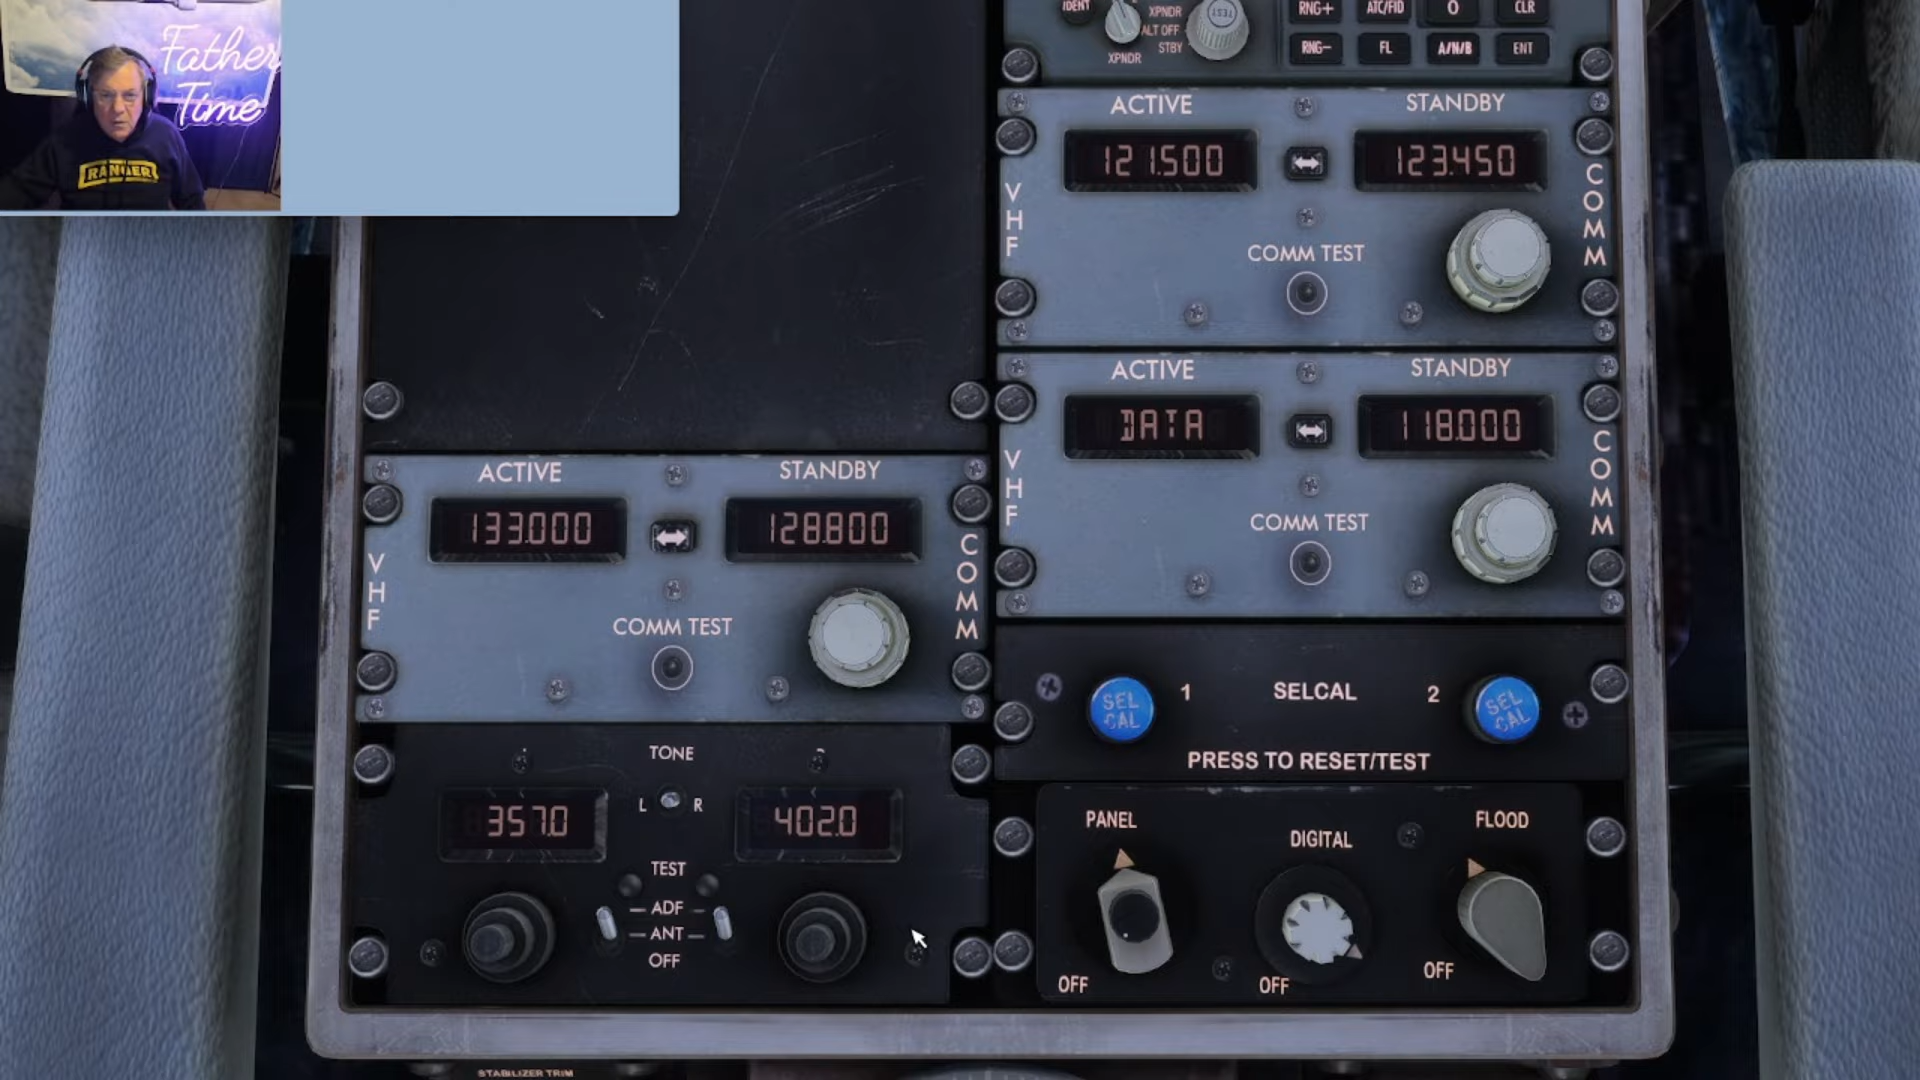 Father
Time
RANGER
IDENT
XPNDR
ALT OFF
STBY
XPNDR
TEST
RNG+
ATC/FID
0
CLR
RNG-
FL
A/N/B
ENT
ACTIVE
STANDBY
121.500
123.450
VHF
COMM
COMM TEST
ACTIVE
STANDBY
DATA
118.000
VHF
COMM
COMM TEST
ACTIVE
STANDBY
133.000
128.800
VHF
COMM
COMM TEST
SEL
CAL
1
SELCAL
2
SEL
CAL
PRESS TO RESET/TEST
TONE
L
R
357.0
402.0
TEST
ADF
ANT
OFF
PANEL
DIGITAL
FLOOD
OFF
OFF
OFF
STABILIZER TRIM